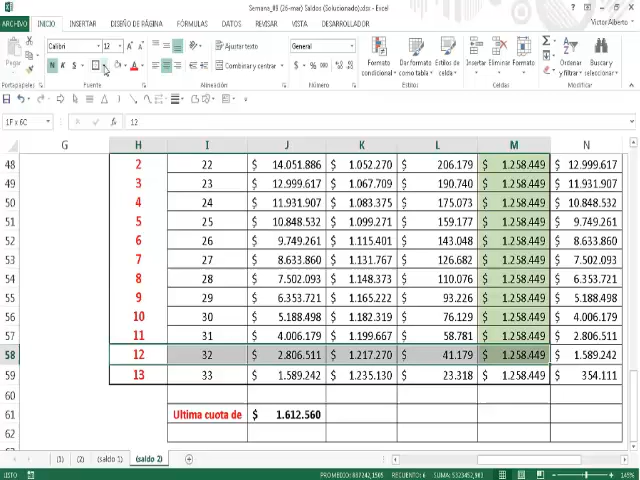 Semana_#9 (26-mar) Saldos (Solucionado).xlsx - Excel
ARCHIVO INICIO INSERTAR DISEÑO DE PÁGINA FÓRMULAS DATOS REVISAR VISTA DESARROLLADOR Victor Alberto
Calibri 12 Ajustar texto General
Pegar N K S Combinar y centrar $ % 000 Formato condicional Dar formato como tabla Estilos de celda Insertar Eliminar Formato Ordenar y filtrar Buscar y seleccionar
Portapapeles Fuente Alineación Número Estilos Celdas Modificar
1F x 6C fx 12
G H I J K L M N
48 2 22 $ 14.051.886 $ 1.052.270 $ 206.179 $ 1.258.449 $ 12.999.617
49 3 23 $ 12.999.617 $ 1.067.709 $ 190.740 $ 1.258.449 $ 11.931.907
50 4 24 $ 11.931.907 $ 1.083.375 $ 175.073 $ 1.258.449 $ 10.848.532
51 5 25 $ 10.848.532 $ 1.099.271 $ 159.177 $ 1.258.449 $ 9.749.261
52 6 26 $ 9.749.261 $ 1.115.401 $ 143.048 $ 1.258.449 $ 8.633.860
53 7 27 $ 8.633.860 $ 1.131.767 $ 126.682 $ 1.258.449 $ 7.502.093
54 8 28 $ 7.502.093 $ 1.148.373 $ 110.076 $ 1.258.449 $ 6.353.721
55 9 29 $ 6.353.721 $ 1.165.222 $ 93.226 $ 1.258.449 $ 5.188.498
56 10 30 $ 5.188.498 $ 1.182.319 $ 76.129 $ 1.258.449 $ 4.006.179
57 11 31 $ 4.006.179 $ 1.199.667 $ 58.781 $ 1.258.449 $ 2.806.511
58 12 32 $ 2.806.511 $ 1.217.270 $ 41.179 $ 1.258.449 $ 1.589.242
59 13 33 $ 1.589.242 $ 1.235.130 $ 23.318 $ 1.258.449 $ 354.111
60
61 Ultima cuota de $ 1.612.560
62
(1) (2) (saldo 1) (saldo 2)
LISTO RECUENTO: 6 145%